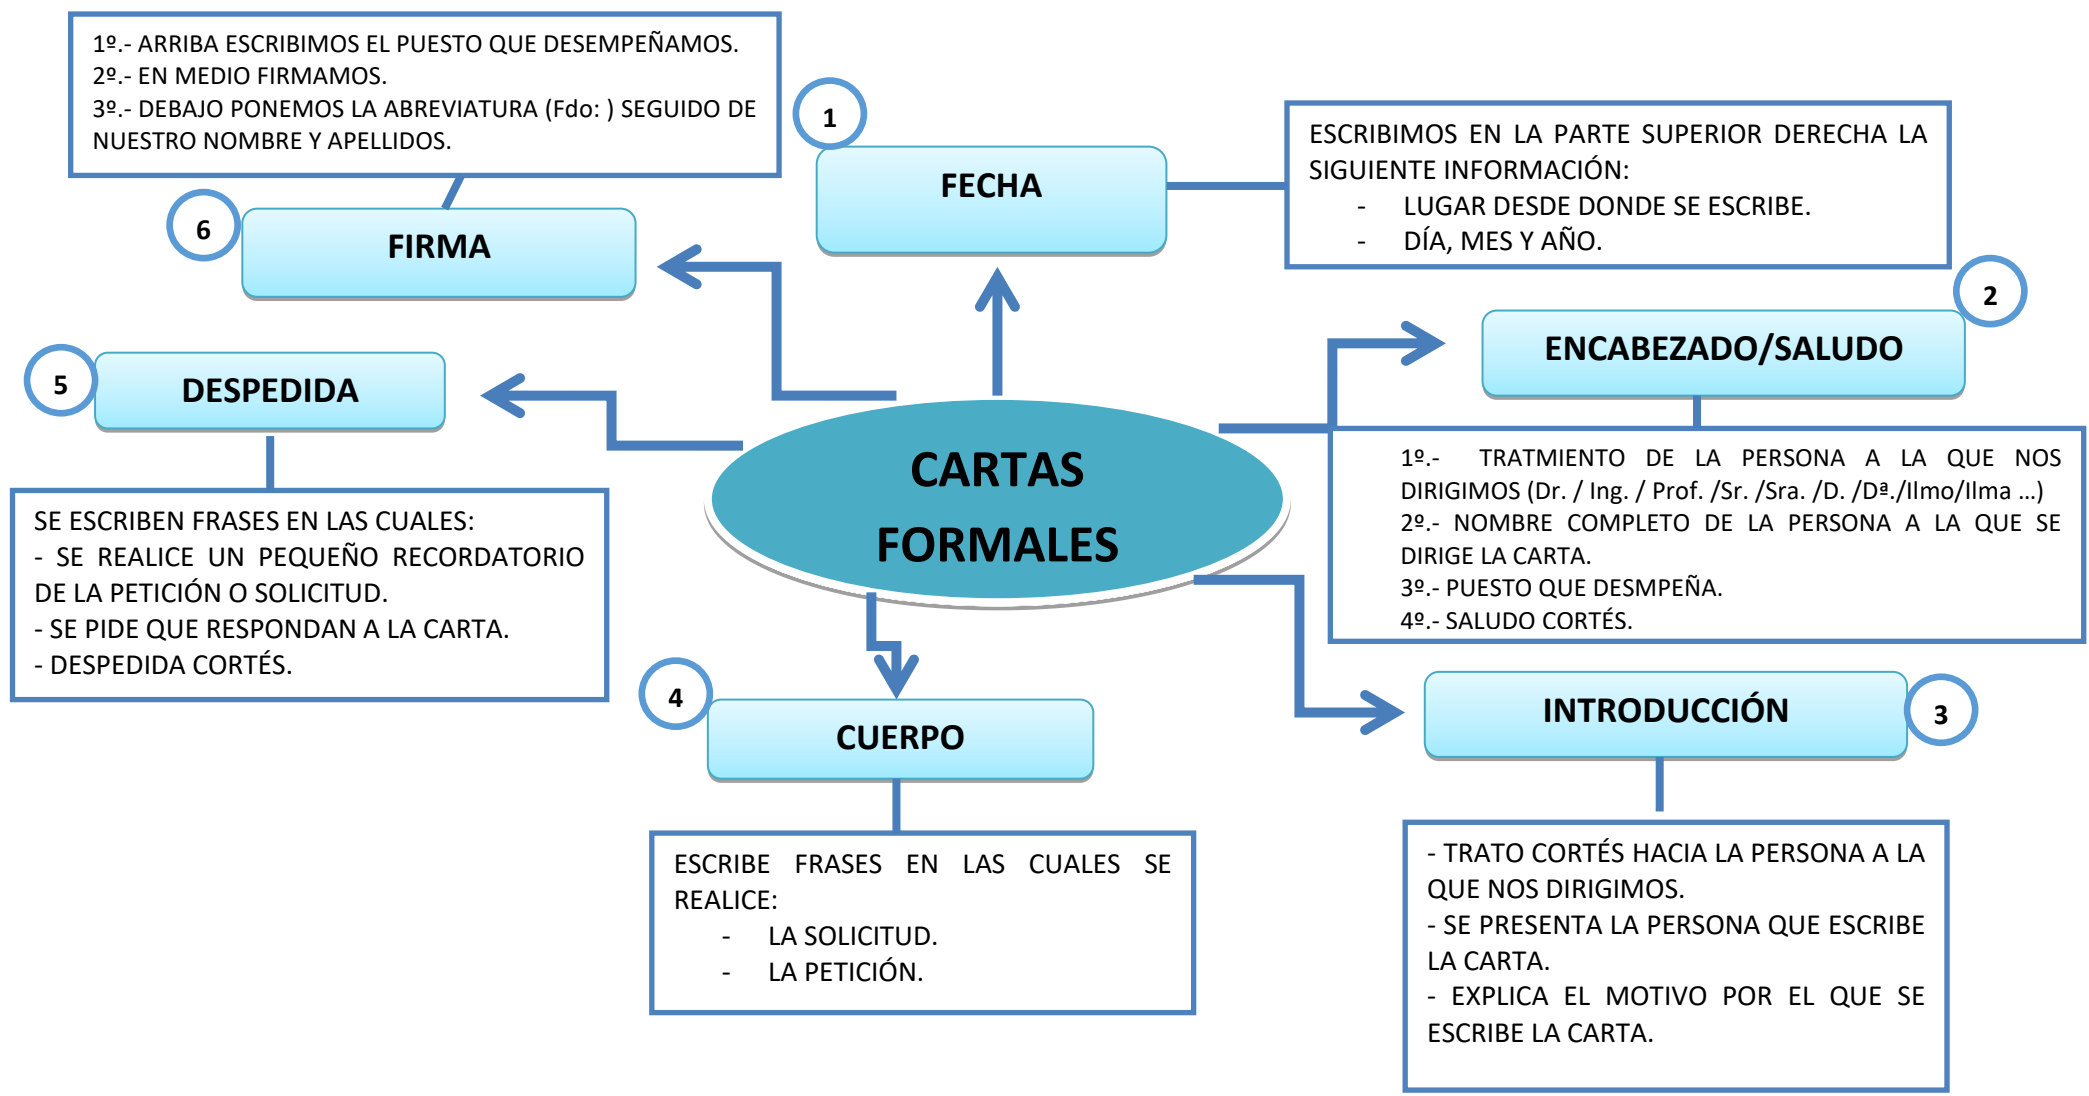 CARTAS
FORMALES
1
FECHA
ESCRIBIMOS EN LA PARTE SUPERIOR DERECHA LA
SIGUIENTE INFORMACIÓN:
- LUGAR DESDE DONDE SE ESCRIBE.
- DÍA, MES Y AÑO.
2
ENCABEZADO/SALUDO
1º.- TRATMIENTO DE LA PERSONA A LA QUE NOS
DIRIGIMOS (Dr. / Ing. / Prof. /Sr. /Sra. /D. /Dª./Ilmo/Ilma ...)
2º.- NOMBRE COMPLETO DE LA PERSONA A LA QUE SE
DIRIGE LA CARTA.
3º.- PUESTO QUE DESMPEÑA.
4º.- SALUDO CORTÉS.
3
INTRODUCCIÓN
- TRATO CORTÉS HACIA LA PERSONA A LA
QUE NOS DIRIGIMOS.
- SE PRESENTA LA PERSONA QUE ESCRIBE
LA CARTA.
- EXPLICA EL MOTIVO POR EL QUE SE
ESCRIBE LA CARTA.
4
CUERPO
ESCRIBE FRASES EN LAS CUALES SE
REALICE:
- LA SOLICITUD.
- LA PETICIÓN.
5
DESPEDIDA
SE ESCRIBEN FRASES EN LAS CUALES:
- SE REALICE UN PEQUEÑO RECORDATORIO
DE LA PETICIÓN O SOLICITUD.
- SE PIDE QUE RESPONDAN A LA CARTA.
- DESPEDIDA CORTÉS.
6
FIRMA
1º.- ARRIBA ESCRIBIMOS EL PUESTO QUE DESEMPEÑAMOS.
2º.- EN MEDIO FIRMAMOS.
3º.- DEBAJO PONEMOS LA ABREVIATURA (Fdo: ) SEGUIDO DE
NUESTRO NOMBRE Y APELLIDOS.